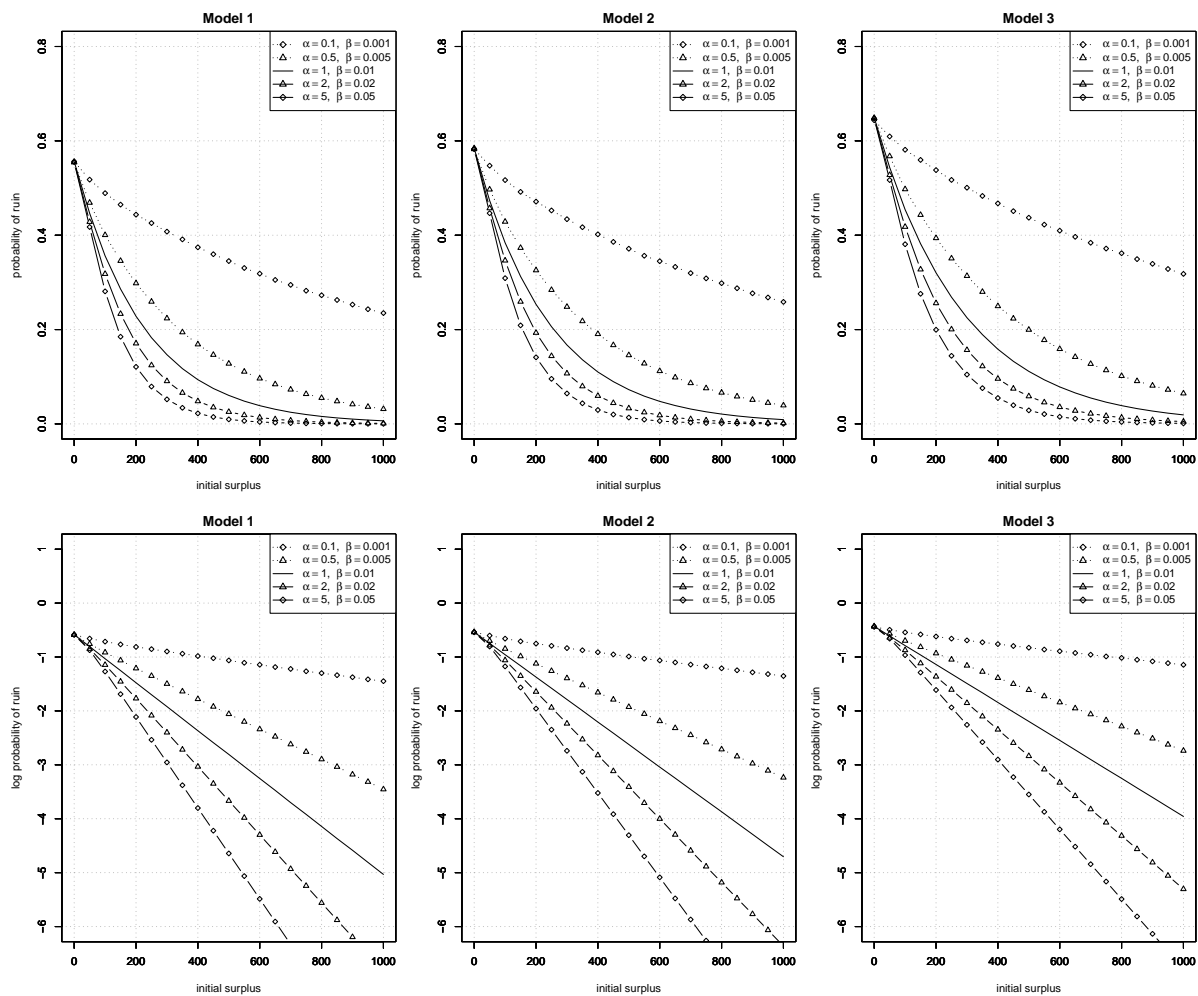 Model 1
α = 0.1, β = 0.001
α = 0.5, β = 0.005
α = 1, β = 0.01
α = 2, β = 0.02
α = 5, β = 0.05
0.8
0.6
0.4
0.2
0.0
probability of ruin
0 200 400 600 800 1000
initial surplus
Model 2
α = 0.1, β = 0.001
α = 0.5, β = 0.005
α = 1, β = 0.01
α = 2, β = 0.02
α = 5, β = 0.05
0.8
0.6
0.4
0.2
0.0
probability of ruin
0 200 400 600 800 1000
initial surplus
Model 3
α = 0.1, β = 0.001
α = 0.5, β = 0.005
α = 1, β = 0.01
α = 2, β = 0.02
α = 5, β = 0.05
0.8
0.6
0.4
0.2
0.0
probability of ruin
0 200 400 600 800 1000
initial surplus
Model 1
α = 0.1, β = 0.001
α = 0.5, β = 0.005
α = 1, β = 0.01
α = 2, β = 0.02
α = 5, β = 0.05
1
0
−1
−2
−3
−4
−5
−6
log probability of ruin
0 200 400 600 800 1000
initial surplus
Model 2
α = 0.1, β = 0.001
α = 0.5, β = 0.005
α = 1, β = 0.01
α = 2, β = 0.02
α = 5, β = 0.05
1
0
−1
−2
−3
−4
−5
−6
log probability of ruin
0 200 400 600 800 1000
initial surplus
Model 3
α = 0.1, β = 0.001
α = 0.5, β = 0.005
α = 1, β = 0.01
α = 2, β = 0.02
α = 5, β = 0.05
1
0
−1
−2
−3
−4
−5
−6
log probability of ruin
0 200 400 600 800 1000
initial surplus